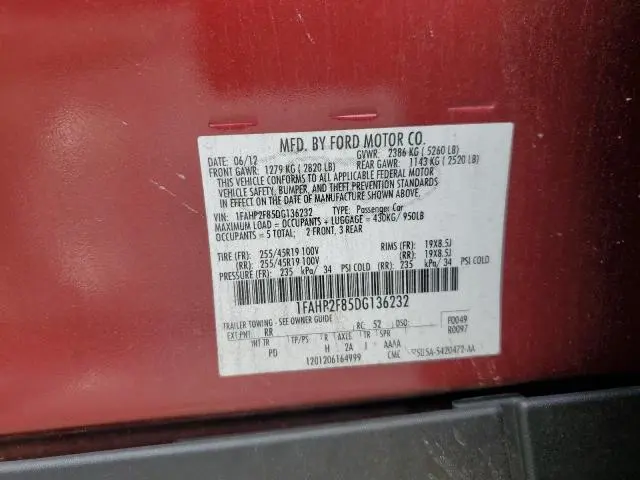 MFD. BY FORD MOTOR CO.
DATE: 06/12 GVWR: 2386 KG ( 5260 LB)
FRONT GAWR: 1279 KG ( 2820 LB) REAR GAWR: 1143 KG ( 2520 LB)
THIS VEHICLE CONFORMS TO ALL APPLICABLE FEDERAL MOTOR
VEHICLE SAFETY, BUMPER, AND THEFT PREVENTION STANDARDS
IN EFFECT ON THE DATE OF MANUFACTURE SHOWN ABOVE.
VIN: 1FAHP2F85DG136232 TYPE: Passenger Car
MAXIMUM LOAD = OCCUPANTS + LUGGAGE = 430KG/ 950LB
OCCUPANTS = 5 TOTAL: 2 FRONT, 3 REAR
TIRE (FR): 255/45R19 100V RIMS (FR): 19X8.5J
(RR): 255/45R19 100V (RR): 19X8.5J
PRESSURE (FR): 235 kPa/ 34 PSI COLD (RR): 235 kPa/ 34 PSI COLD
1FAHP2F85DG136232
TRAILER TOWING - SEE OWNER GUIDE
EXT PNT: RR RC: 52 DSO: F0049
R0097
INT TR TP/PS R AXLE TR SPR
PD H 2A J AAAA
1201206164999 CMC 5420472-AA